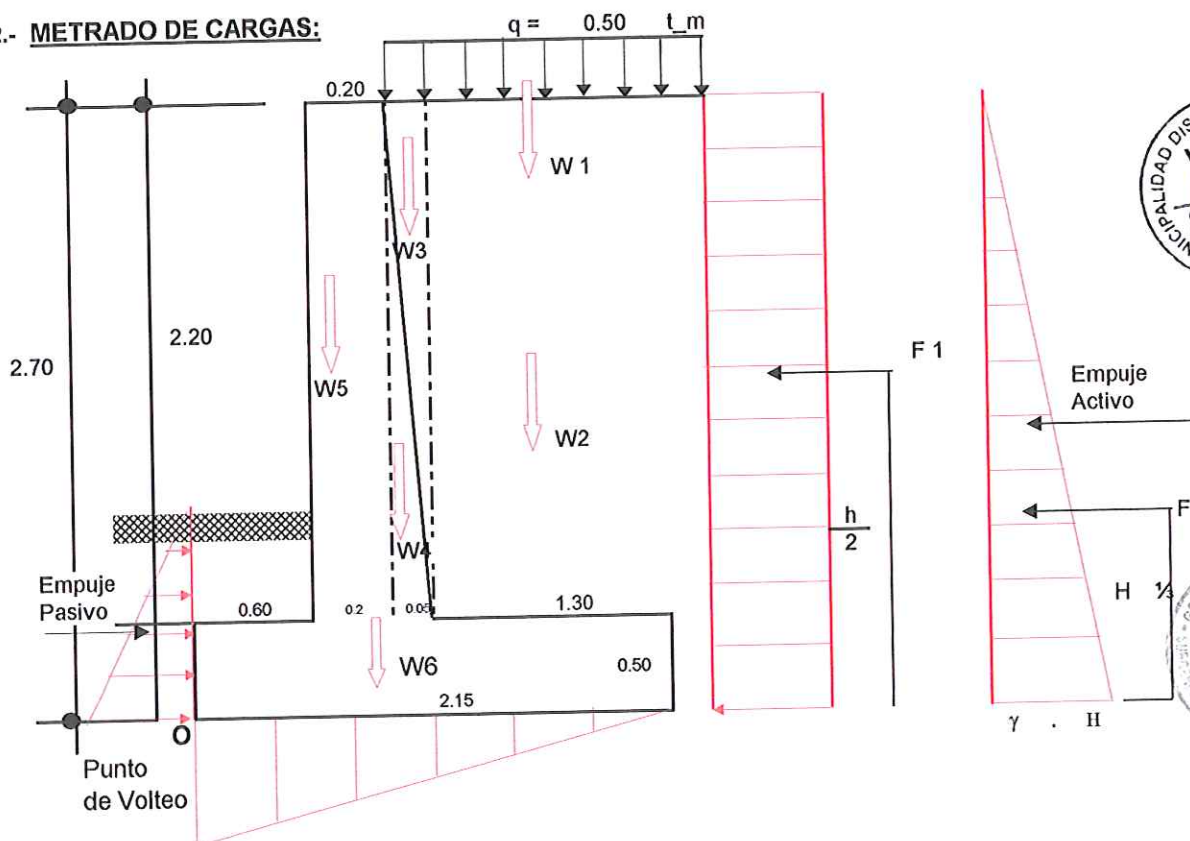 2.- METRADO DE CARGAS:
q = 0.50 t_m
0.20
W 1
W3
2.20
2.70
W5
F 1
Empuje
Activo
W2
h
2
F
W4
Empuje
Pasivo
0.60
0.2
0.05
1.30
H ⅓
W6
0.50
2.15
γ . H
O
Punto
de Volteo
MUNICIPALIDAD DIS